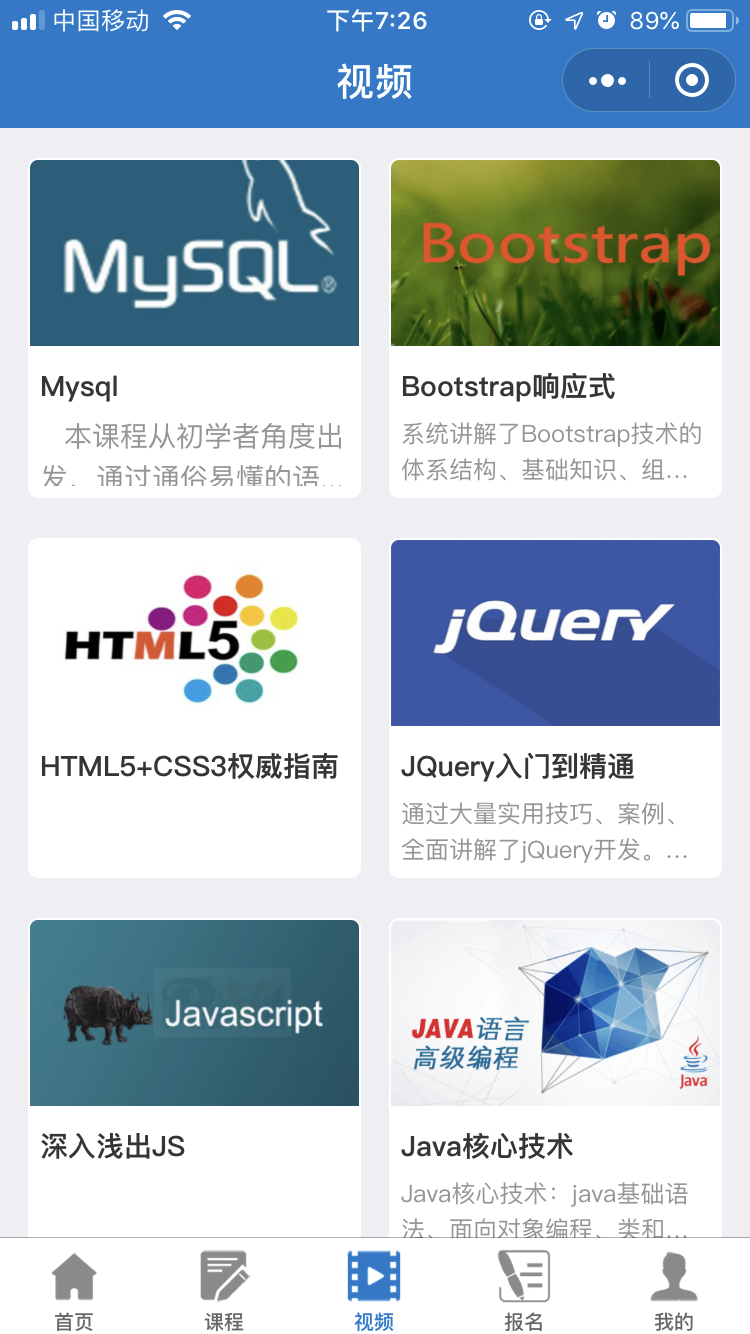 中国移动 下午7:26 89%
视频
MySQL®
Mysql
本课程从初学者角度出
发，通过通俗易懂的语...
Bootstrap
Bootstrap响应式
系统讲解了Bootstrap技术的
体系结构、基础知识、组...
HTML5
HTML5+CSS3权威指南
jQuery
JQuery入门到精通
通过大量实用技巧、案例、
全面讲解了jQuery开发。...
Javascript
深入浅出JS
JAVA语言
高级编程
Java
Java核心技术
Java核心技术：java基础语
法、面向对象编程、类和...
首页 课程 视频 报名 我的